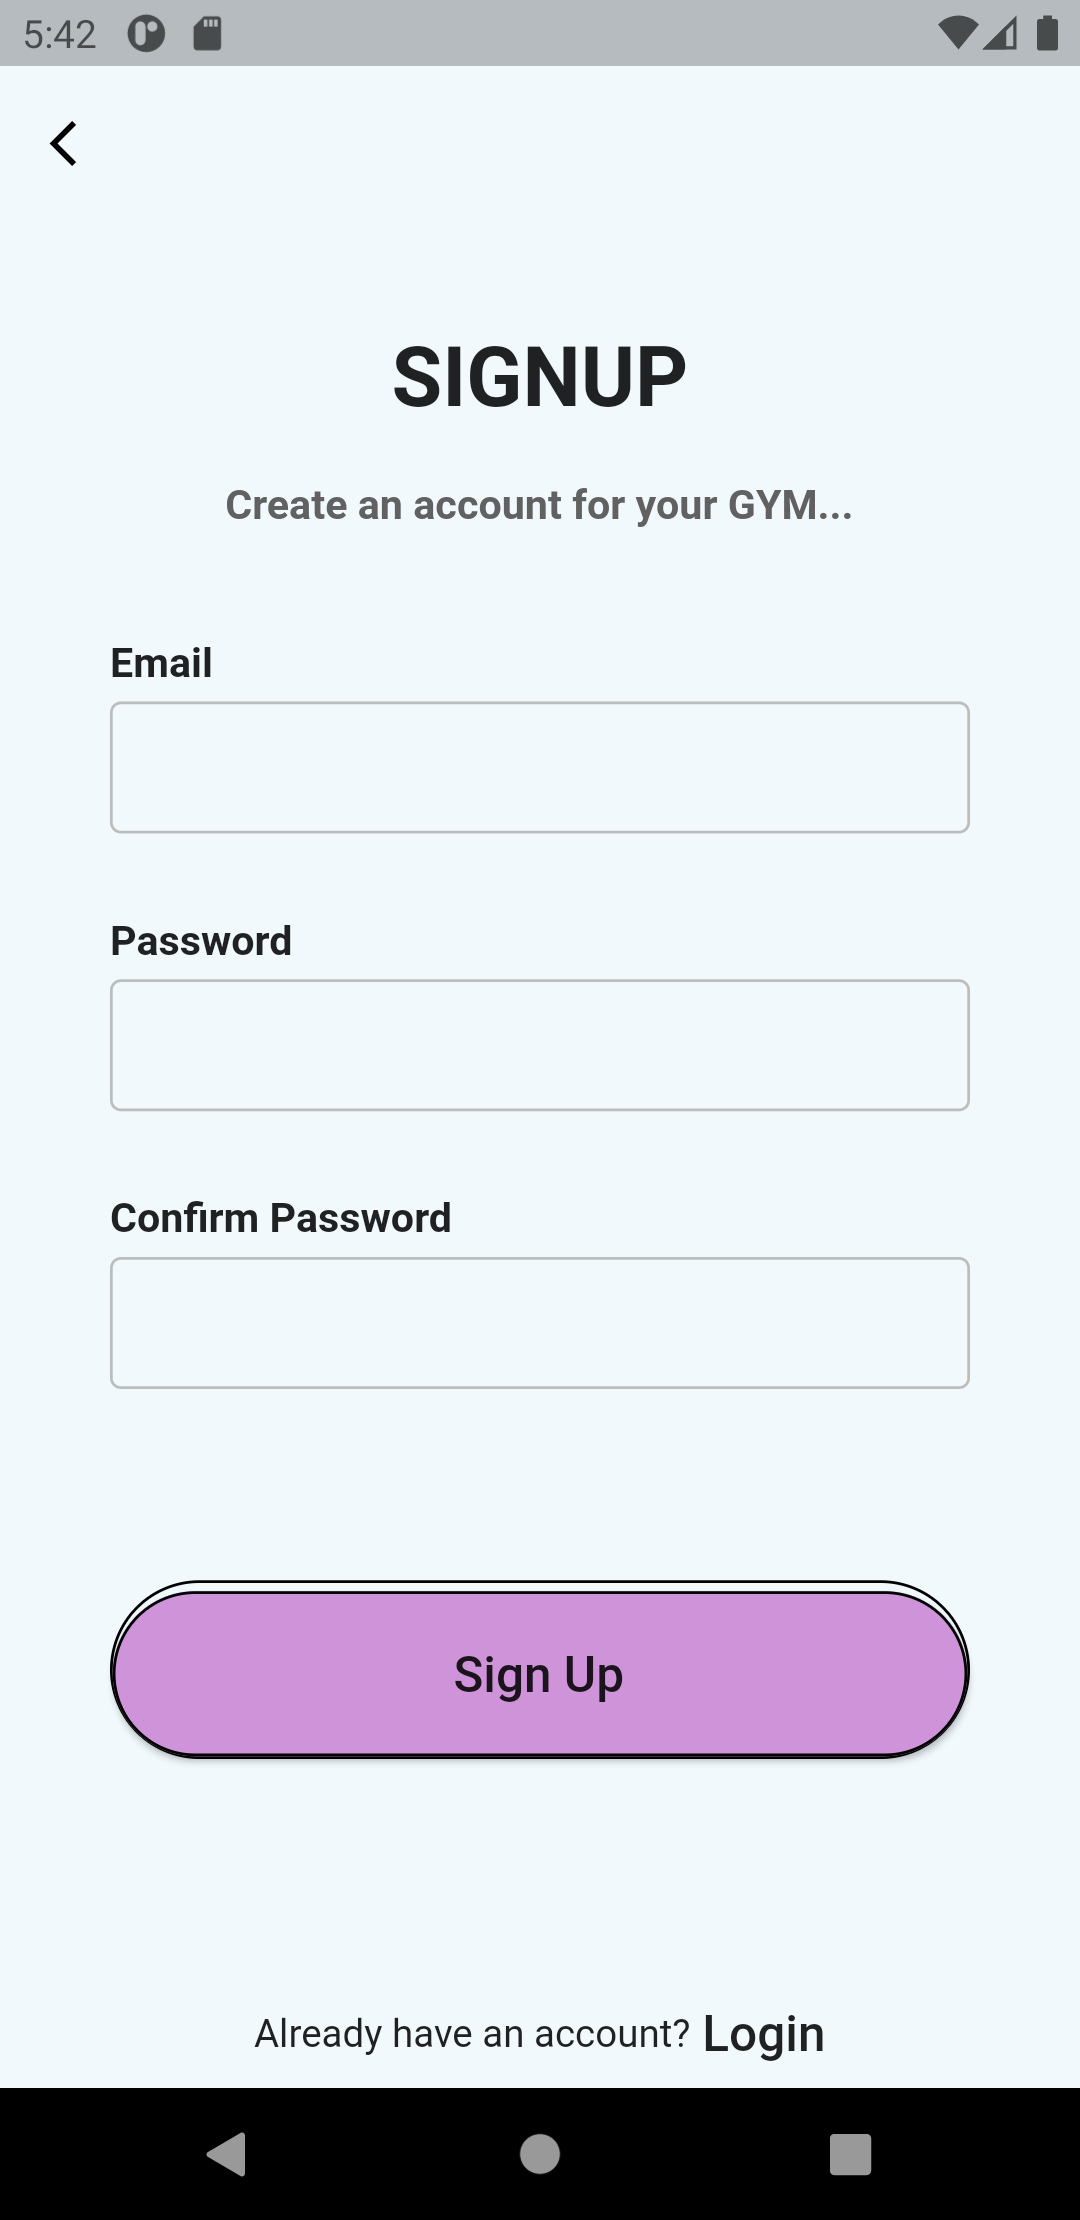 5:42
SIGNUP
Create an account for your GYM...
Email
Password
Confirm Password
Sign Up
Already have an account? Login